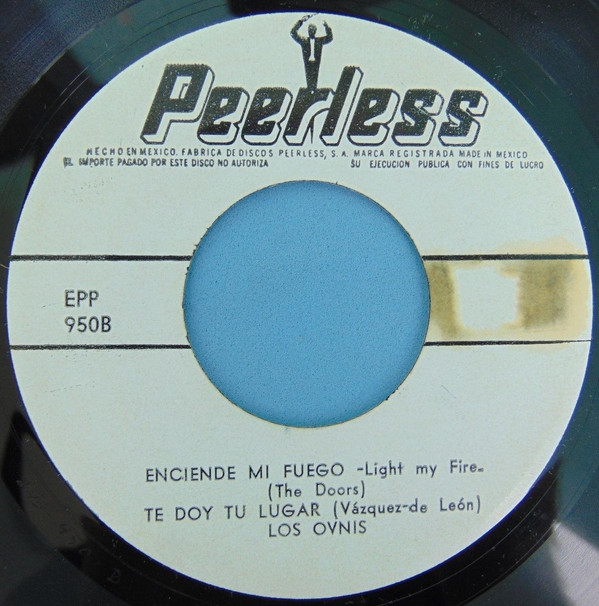 Peerless
HECHO EN MEXICO. FABRICA DE DISCOS PEERLESS, S. A. MARCA REGISTRADA MADE IN MEXICO
EL IMPORTE PAGADO POR ESTE DISCO NO AUTORIZA SU EJECUCION PUBLICA CON FINES DE LUCRO
EPP
950B
ENCIENDE MI FUEGO -Light my Fire-
(The Doors)
TE DOY TU LUGAR (Vázquez-de León)
LOS OVNIS